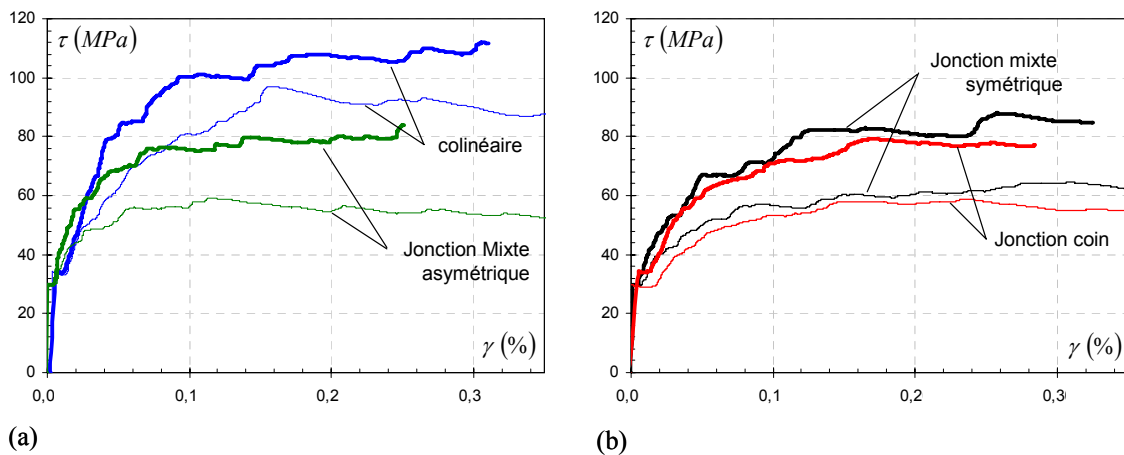 120
100
80
60
40
20
0
τ (MPa)
colinéaire
Jonction Mixte
asymétrique
γ (%)
0,0
0,1
0,2
0,3
(a)
120
100
80
60
40
20
0
τ (MPa)
Jonction mixte
symétrique
Jonction coin
γ (%)
0,0
0,1
0,2
0,3
(b)